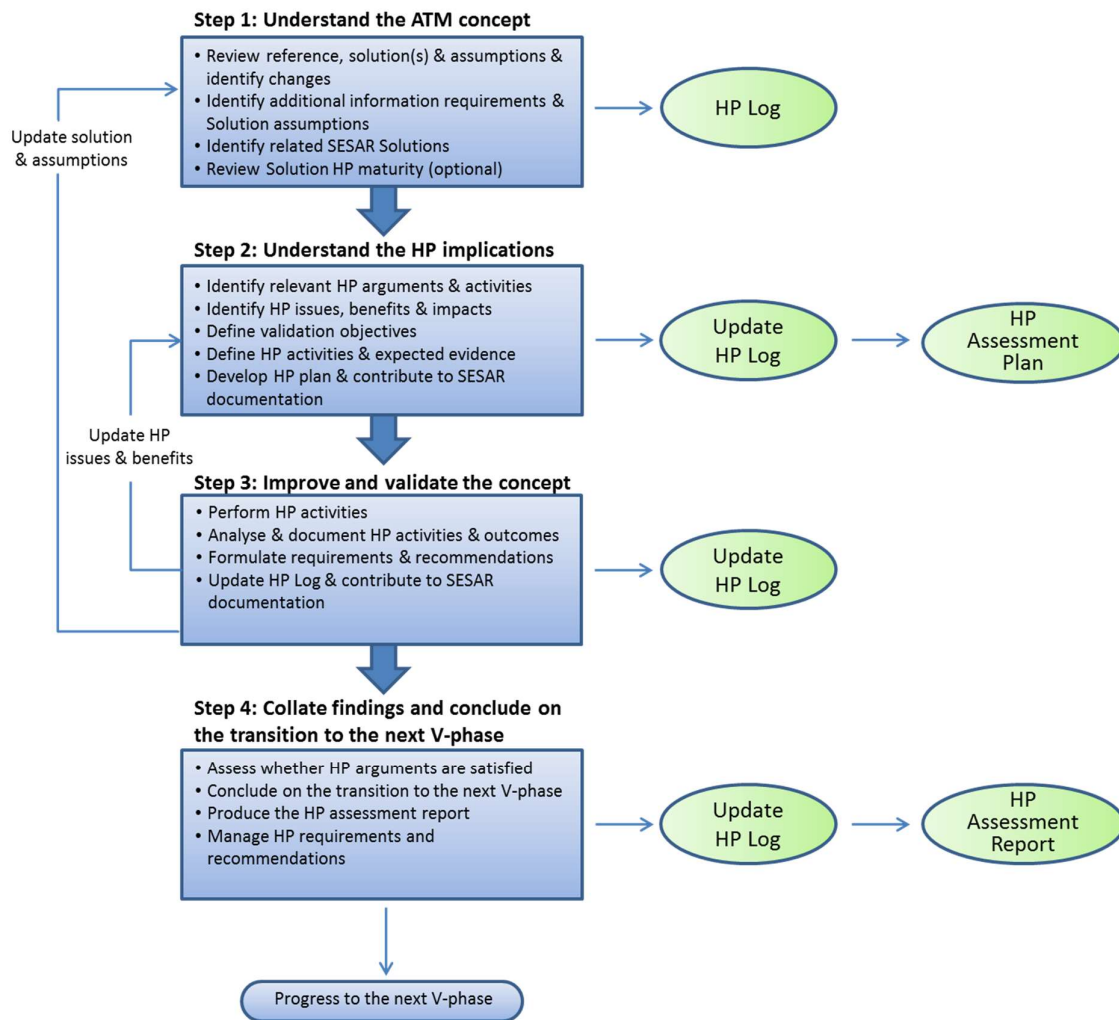 Step 1: Understand the ATM concept
• Review reference, solution(s) & assumptions &
identify changes
• Identify additional information requirements &
Solution assumptions
• Identify related SESAR Solutions
• Review Solution HP maturity (optional)
HP Log
Update solution
& assumptions
Step 2: Understand the HP implications
• Identify relevant HP arguments & activities
• Identify HP issues, benefits & impacts
• Define validation objectives
• Define HP activities & expected evidence
• Develop HP plan & contribute to SESAR
documentation
Update
HP Log
HP
Assessment
Plan
Update HP
issues & benefits
Step 3: Improve and validate the concept
• Perform HP activities
• Analyse & document HP activities & outcomes
• Formulate requirements & recommendations
• Update HP Log & contribute to SESAR
documentation
Update
HP Log
Step 4: Collate findings and conclude on
the transition to the next V-phase
• Assess whether HP arguments are satisfied
• Conclude on the transition to the next V-phase
• Produce the HP assessment report
• Manage HP requirements and
recommendations
Update
HP Log
HP
Assessment
Report
Progress to the next V-phase